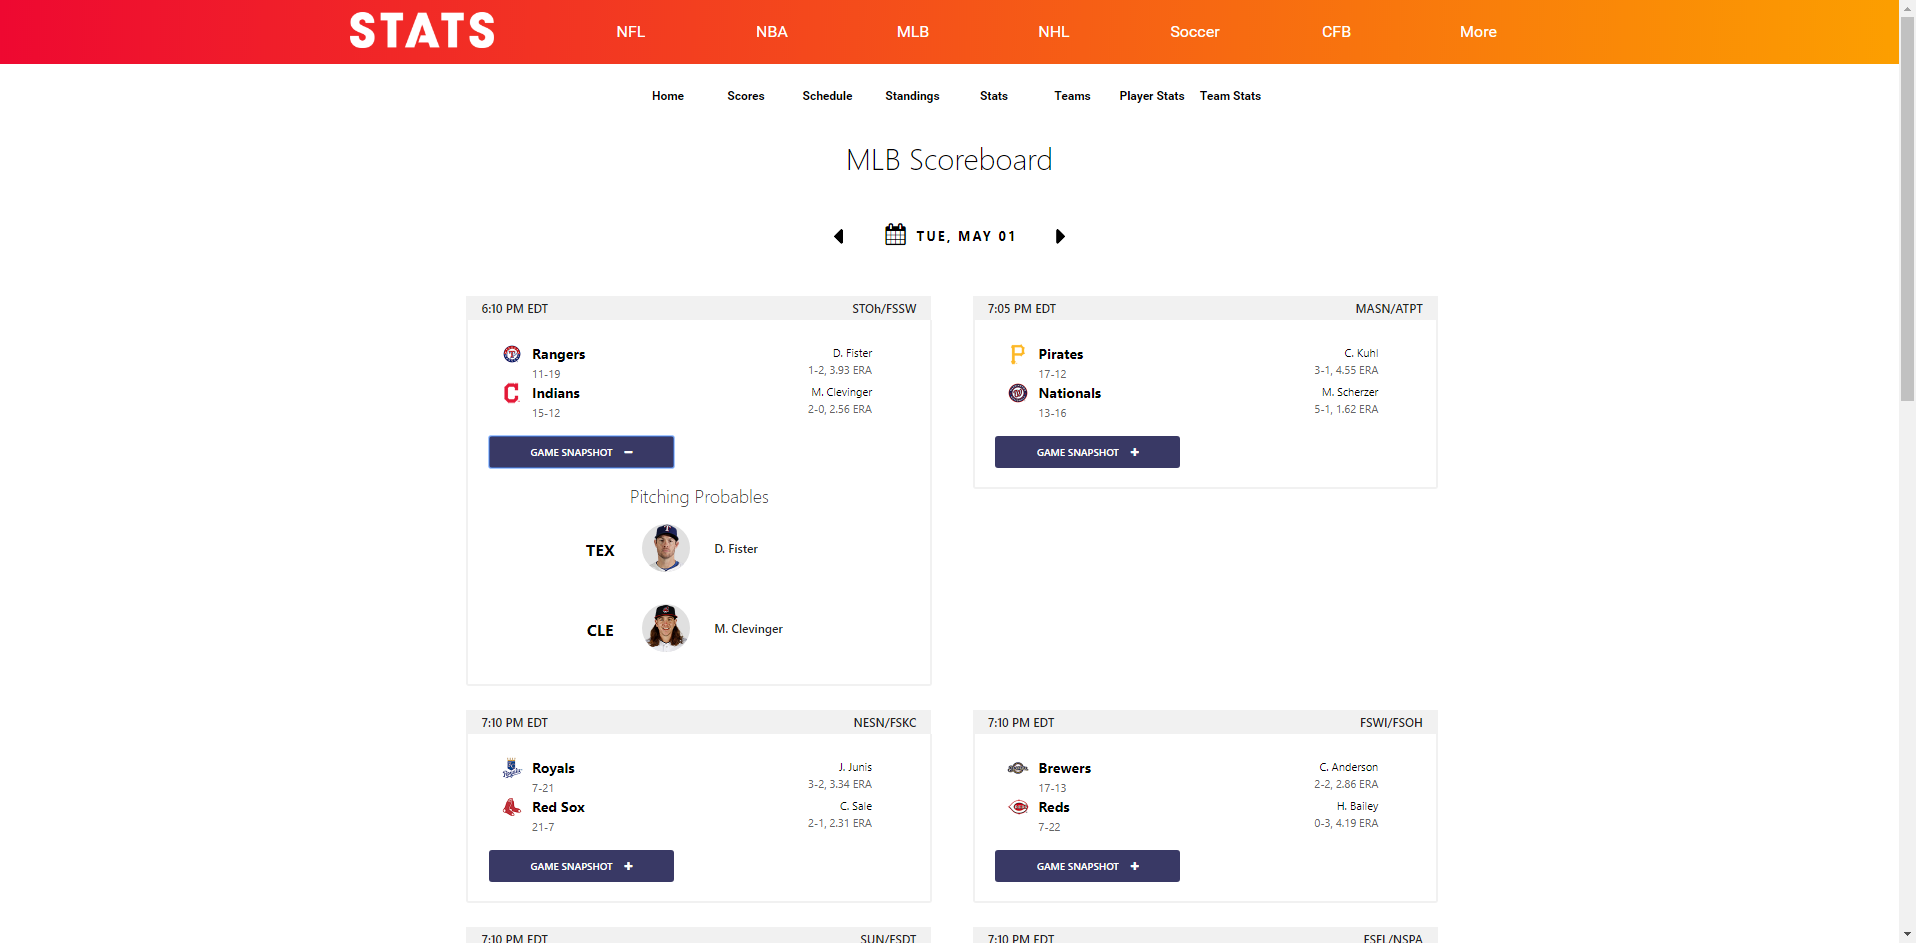 STATS NFL NBA MLB NHL Soccer CFB More
Home Scores Schedule Standings Stats Teams Player Stats Team Stats
MLB Scoreboard
TUE, MAY 01
6:10 PM EDT STOh/FSSW
Rangers D. Fister
11-19 1-2, 3.93 ERA
Indians M. Clevinger
15-12 2-0, 2.56 ERA
GAME SNAPSHOT −
Pitching Probables
TEX D. Fister
CLE M. Clevinger
7:05 PM EDT MASN/ATPT
Pirates C. Kuhl
17-12 3-1, 4.55 ERA
Nationals M. Scherzer
13-16 5-1, 1.62 ERA
GAME SNAPSHOT +
7:10 PM EDT NESN/FSKC
Royals J. Junis
7-21 3-2, 3.34 ERA
Red Sox C. Sale
21-7 2-1, 2.31 ERA
GAME SNAPSHOT +
7:10 PM EDT FSWI/FSOH
Brewers C. Anderson
17-13 2-2, 2.86 ERA
Reds H. Bailey
7-22 0-3, 4.19 ERA
GAME SNAPSHOT +
7:10 PM EDT SUN/FSDT
7:10 PM EDT FSFL/NSPA